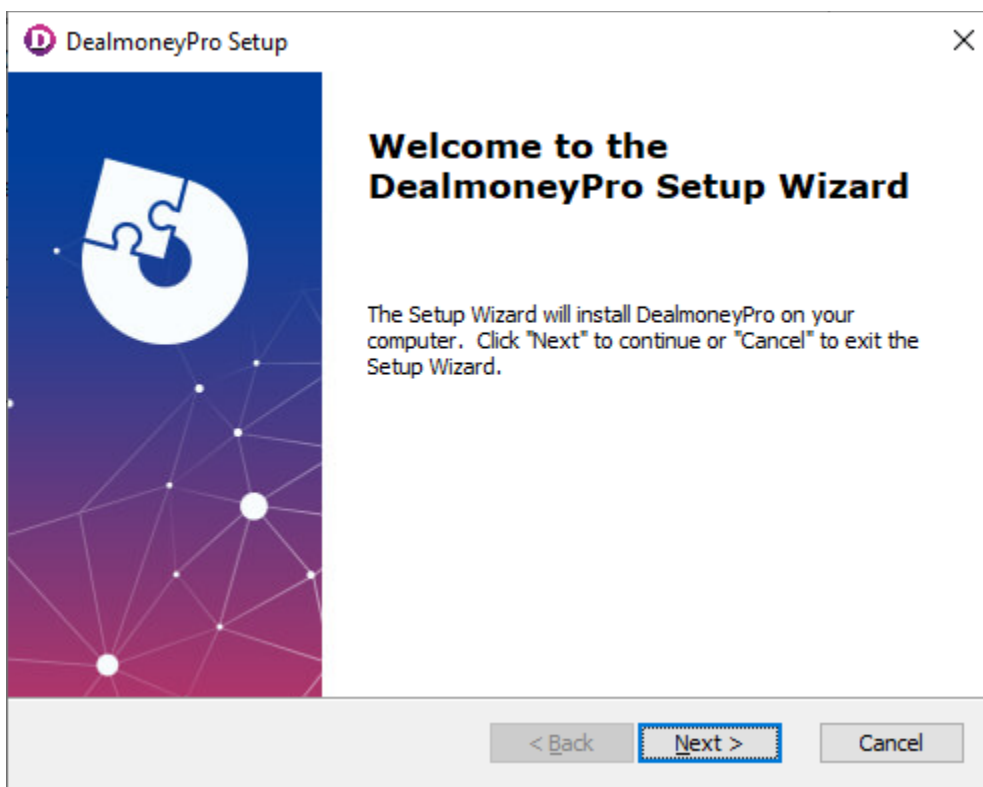 DealmoneyPro Setup
Welcome to the
DealmoneyPro Setup Wizard
The Setup Wizard will install DealmoneyPro on your
computer.  Click "Next" to continue or "Cancel" to exit the
Setup Wizard.
< Back Next > Cancel